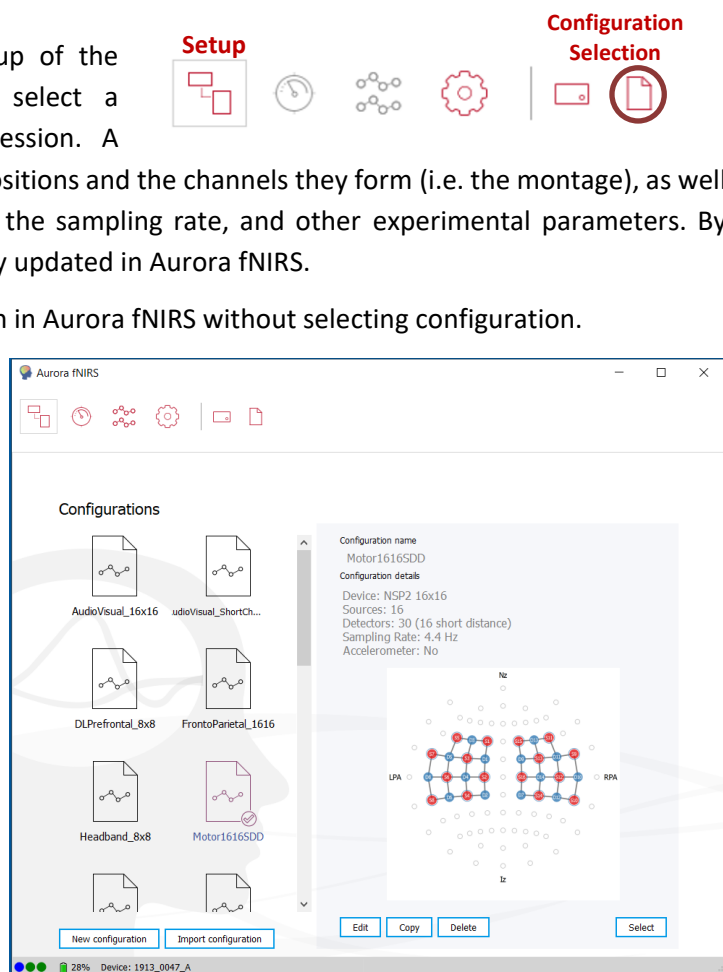 Configuration
Setup
Selection
up of the
select a
ession. A
ositions and the channels they form (i.e. the montage), as well
the sampling rate, and other experimental parameters. By
y updated in Aurora fNIRS.
n in Aurora fNIRS without selecting configuration.
Aurora fNIRS
Configurations
AudioVisual_16x16
udioVisual_ShortCh...
DLPrefrontal_8x8
FrontoParietal_1616
Headband_8x8
Motor1616SDD
New configuration
Import configuration
Configuration name
Motor1616SDD
Configuration details
Device: NSP2 16x16
Sources: 16
Detectors: 30 (16 short distance)
Sampling Rate: 4.4 Hz
Accelerometer: No
Nz
LPA
RPA
Iz
Edit
Copy
Delete
Select
28% Device: 1913_0047_A